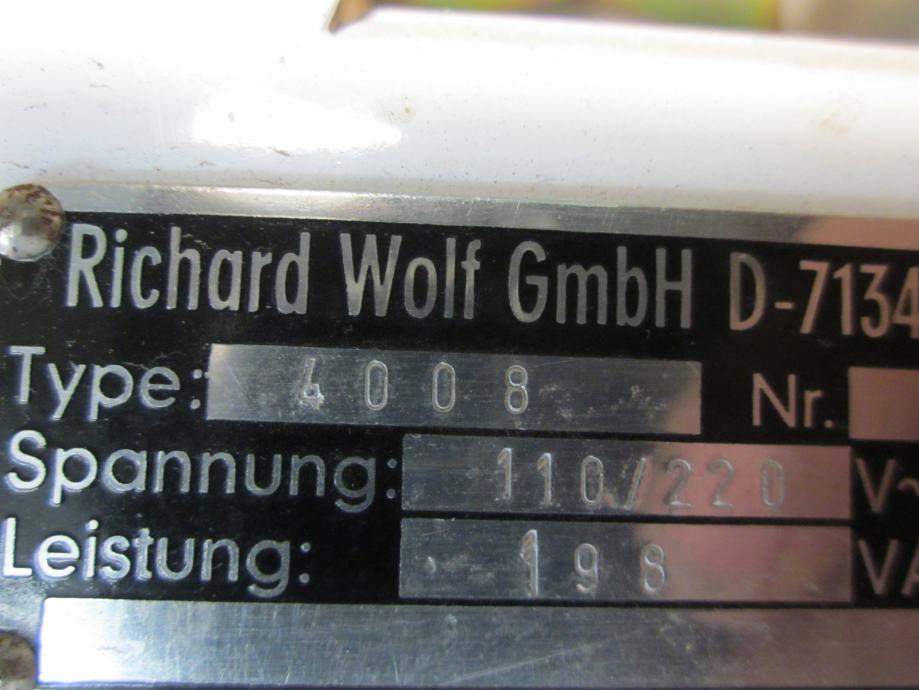 Richard Wolf GmbH D-7134
Type: 4008 Nr.
Spannung: 110/220 V~
Leistung: 198 VA